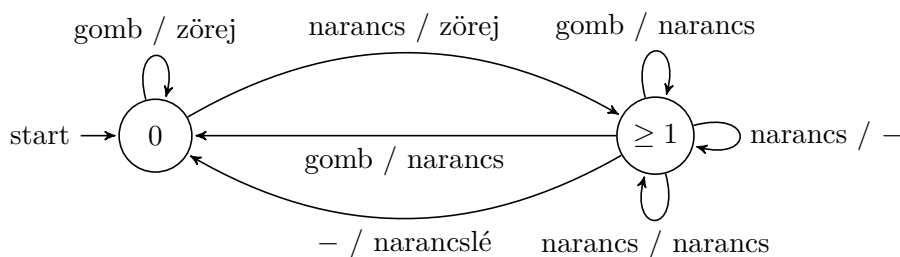 gomb / zörej
narancs / zörej
gomb / narancs
start
0
≥ 1
narancs / −
gomb / narancs
− / narancslé
narancs / narancs